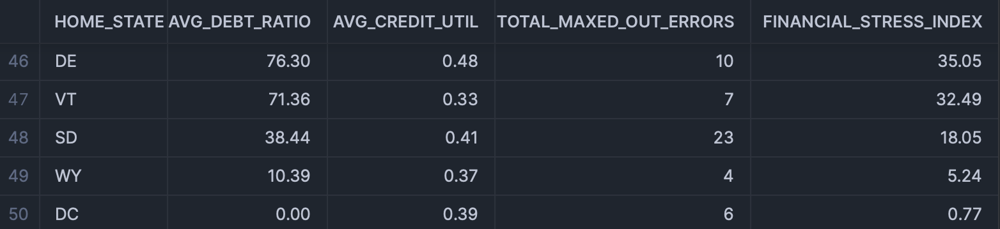 HOME_STATE AVG_DEBT_RATIO AVG_CREDIT_UTIL TOTAL_MAXED_OUT_ERRORS FINANCIAL_STRESS_INDEX
46 DE 76.30 0.48 10 35.05
47 VT 71.36 0.33 7 32.49
48 SD 38.44 0.41 23 18.05
49 WY 10.39 0.37 4 5.24
50 DC 0.00 0.39 6 0.77